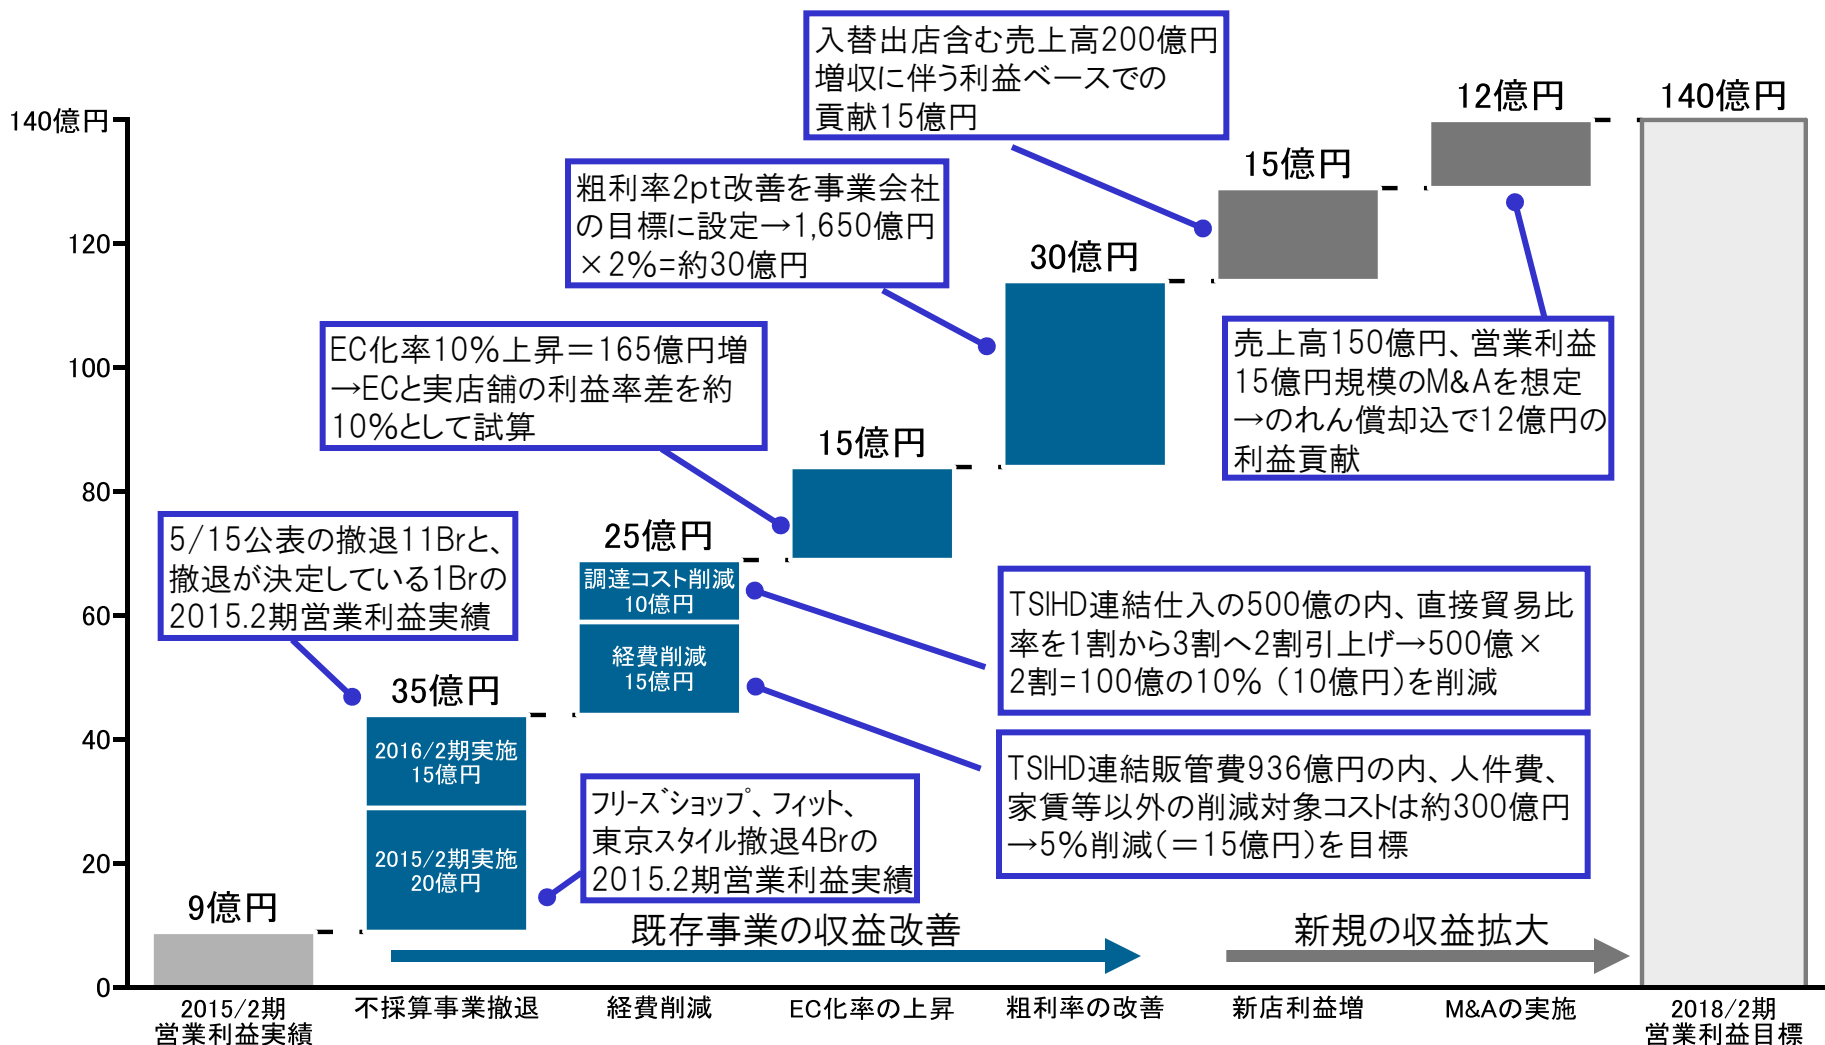 入替出店含む売上高200億円
増収に伴う利益ベースでの
貢献15億円
粗利率2pt改善を事業会社
の目標に設定→1,650億円
×2%=約30億円
EC化率10%上昇＝165億円増
→ECと実店舗の利益率差を約
10%として試算
5/15公表の撤退11Brと、
撤退が決定している1Brの
2015.2期営業利益実績
売上高150億円、営業利益
15億円規模のM&Aを想定
→のれん償却込で12億円の
利益貢献
TSIHD連結仕入の500億の内、直接貿易比
率を1割から3割へ2割引上げ→500億×
2割=100億の10%（10億円）を削減
TSIHD連結販管費936億円の内、人件費、
家賃等以外の削減対象コストは約300億円
→5%削減(＝15億円)を目標
フリーズショップ、フィット、
東京スタイル撤退4Brの
2015.2期営業利益実績
140億円
120
100
80
60
40
20
0
9億円
35億円
2016/2期実施
15億円
2015/2期実施
20億円
25億円
調達コスト削減
10億円
経費削減
15億円
15億円
30億円
15億円
12億円
140億円
既存事業の収益改善
新規の収益拡大
2015/2期
営業利益実績
不採算事業撤退
経費削減
EC化率の上昇
粗利率の改善
新店利益増
M&Aの実施
2018/2期
営業利益目標